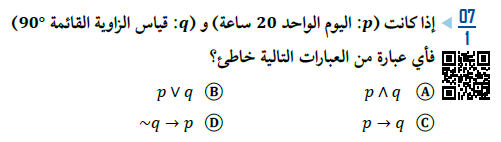 07
1
إذا كانت (p: اليوم الواحد 20 ساعة) و (q: قياس الزاوية القائمة 90°)
فأي عبارة من العبارات التالية خاطئ؟
A p ∧ q B p ∨ q
C p → q D ~q → p